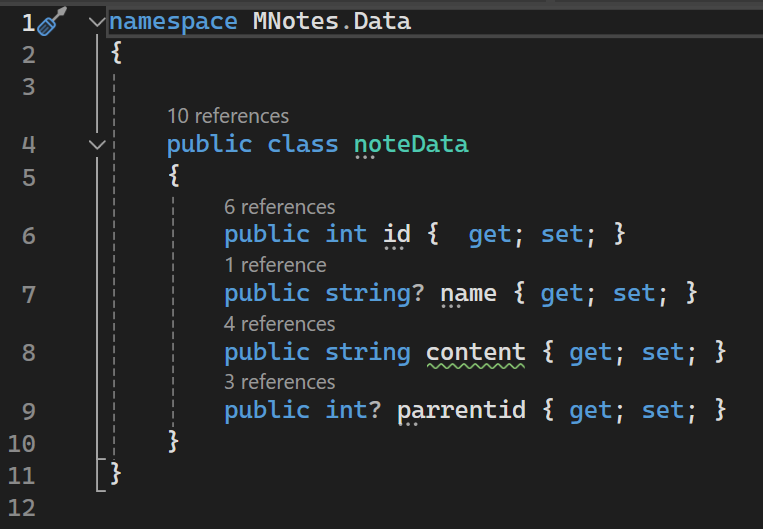 1 namespace MNotes.Data
2 {
3
10 references
4 public class noteData
5 {
6 references
6 public int id {  get; set; }
1 reference
7 public string? name { get; set; }
4 references
8 public string content { get; set; }
3 references
9 public int? parrentid { get; set; }
10 }
11 }
12